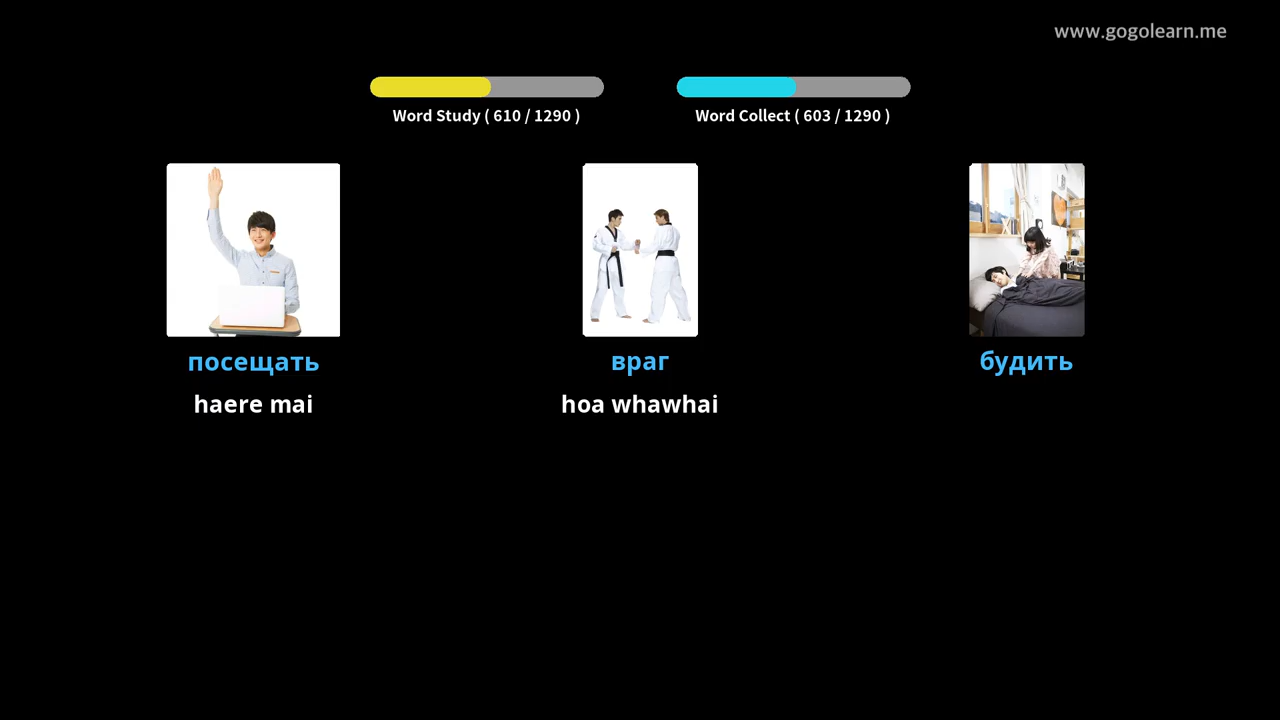 www.gogolearn.me
Word Study ( 610 / 1290 )
Word Collect ( 603 / 1290 )
посещать
враг
будить
haere mai
hoa whawhai